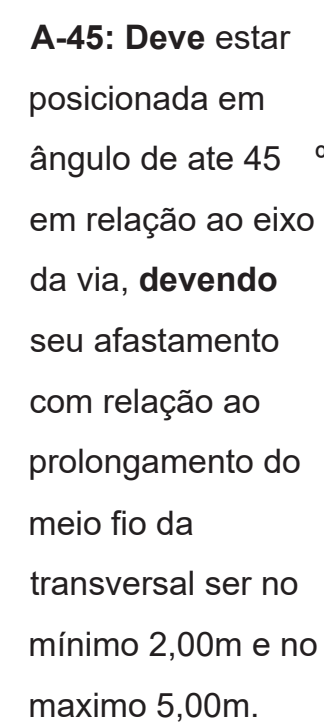 A-45: Deve estar
posicionada em
ângulo de ate 45 º
em relação ao eixo
da via, devendo
seu afastamento
com relação ao
prolongamento do
meio fio da
transversal ser no
mínimo 2,00m e no
maximo 5,00m.